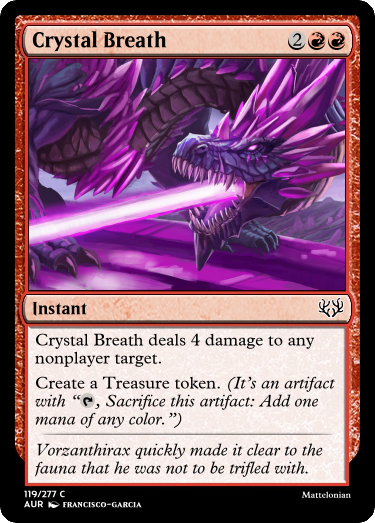 Crystal Breath 2
Instant
Crystal Breath deals 4 damage to any
nonplayer target.
Create a Treasure token. (It's an artifact
with “, Sacrifice this artifact: Add one
mana of any color.”)
Vorzanthirax quickly made it clear to the
fauna that he was not to be trifled with.
119/277 C
AUR FRANCISCO-GARCIA
Mattelonian